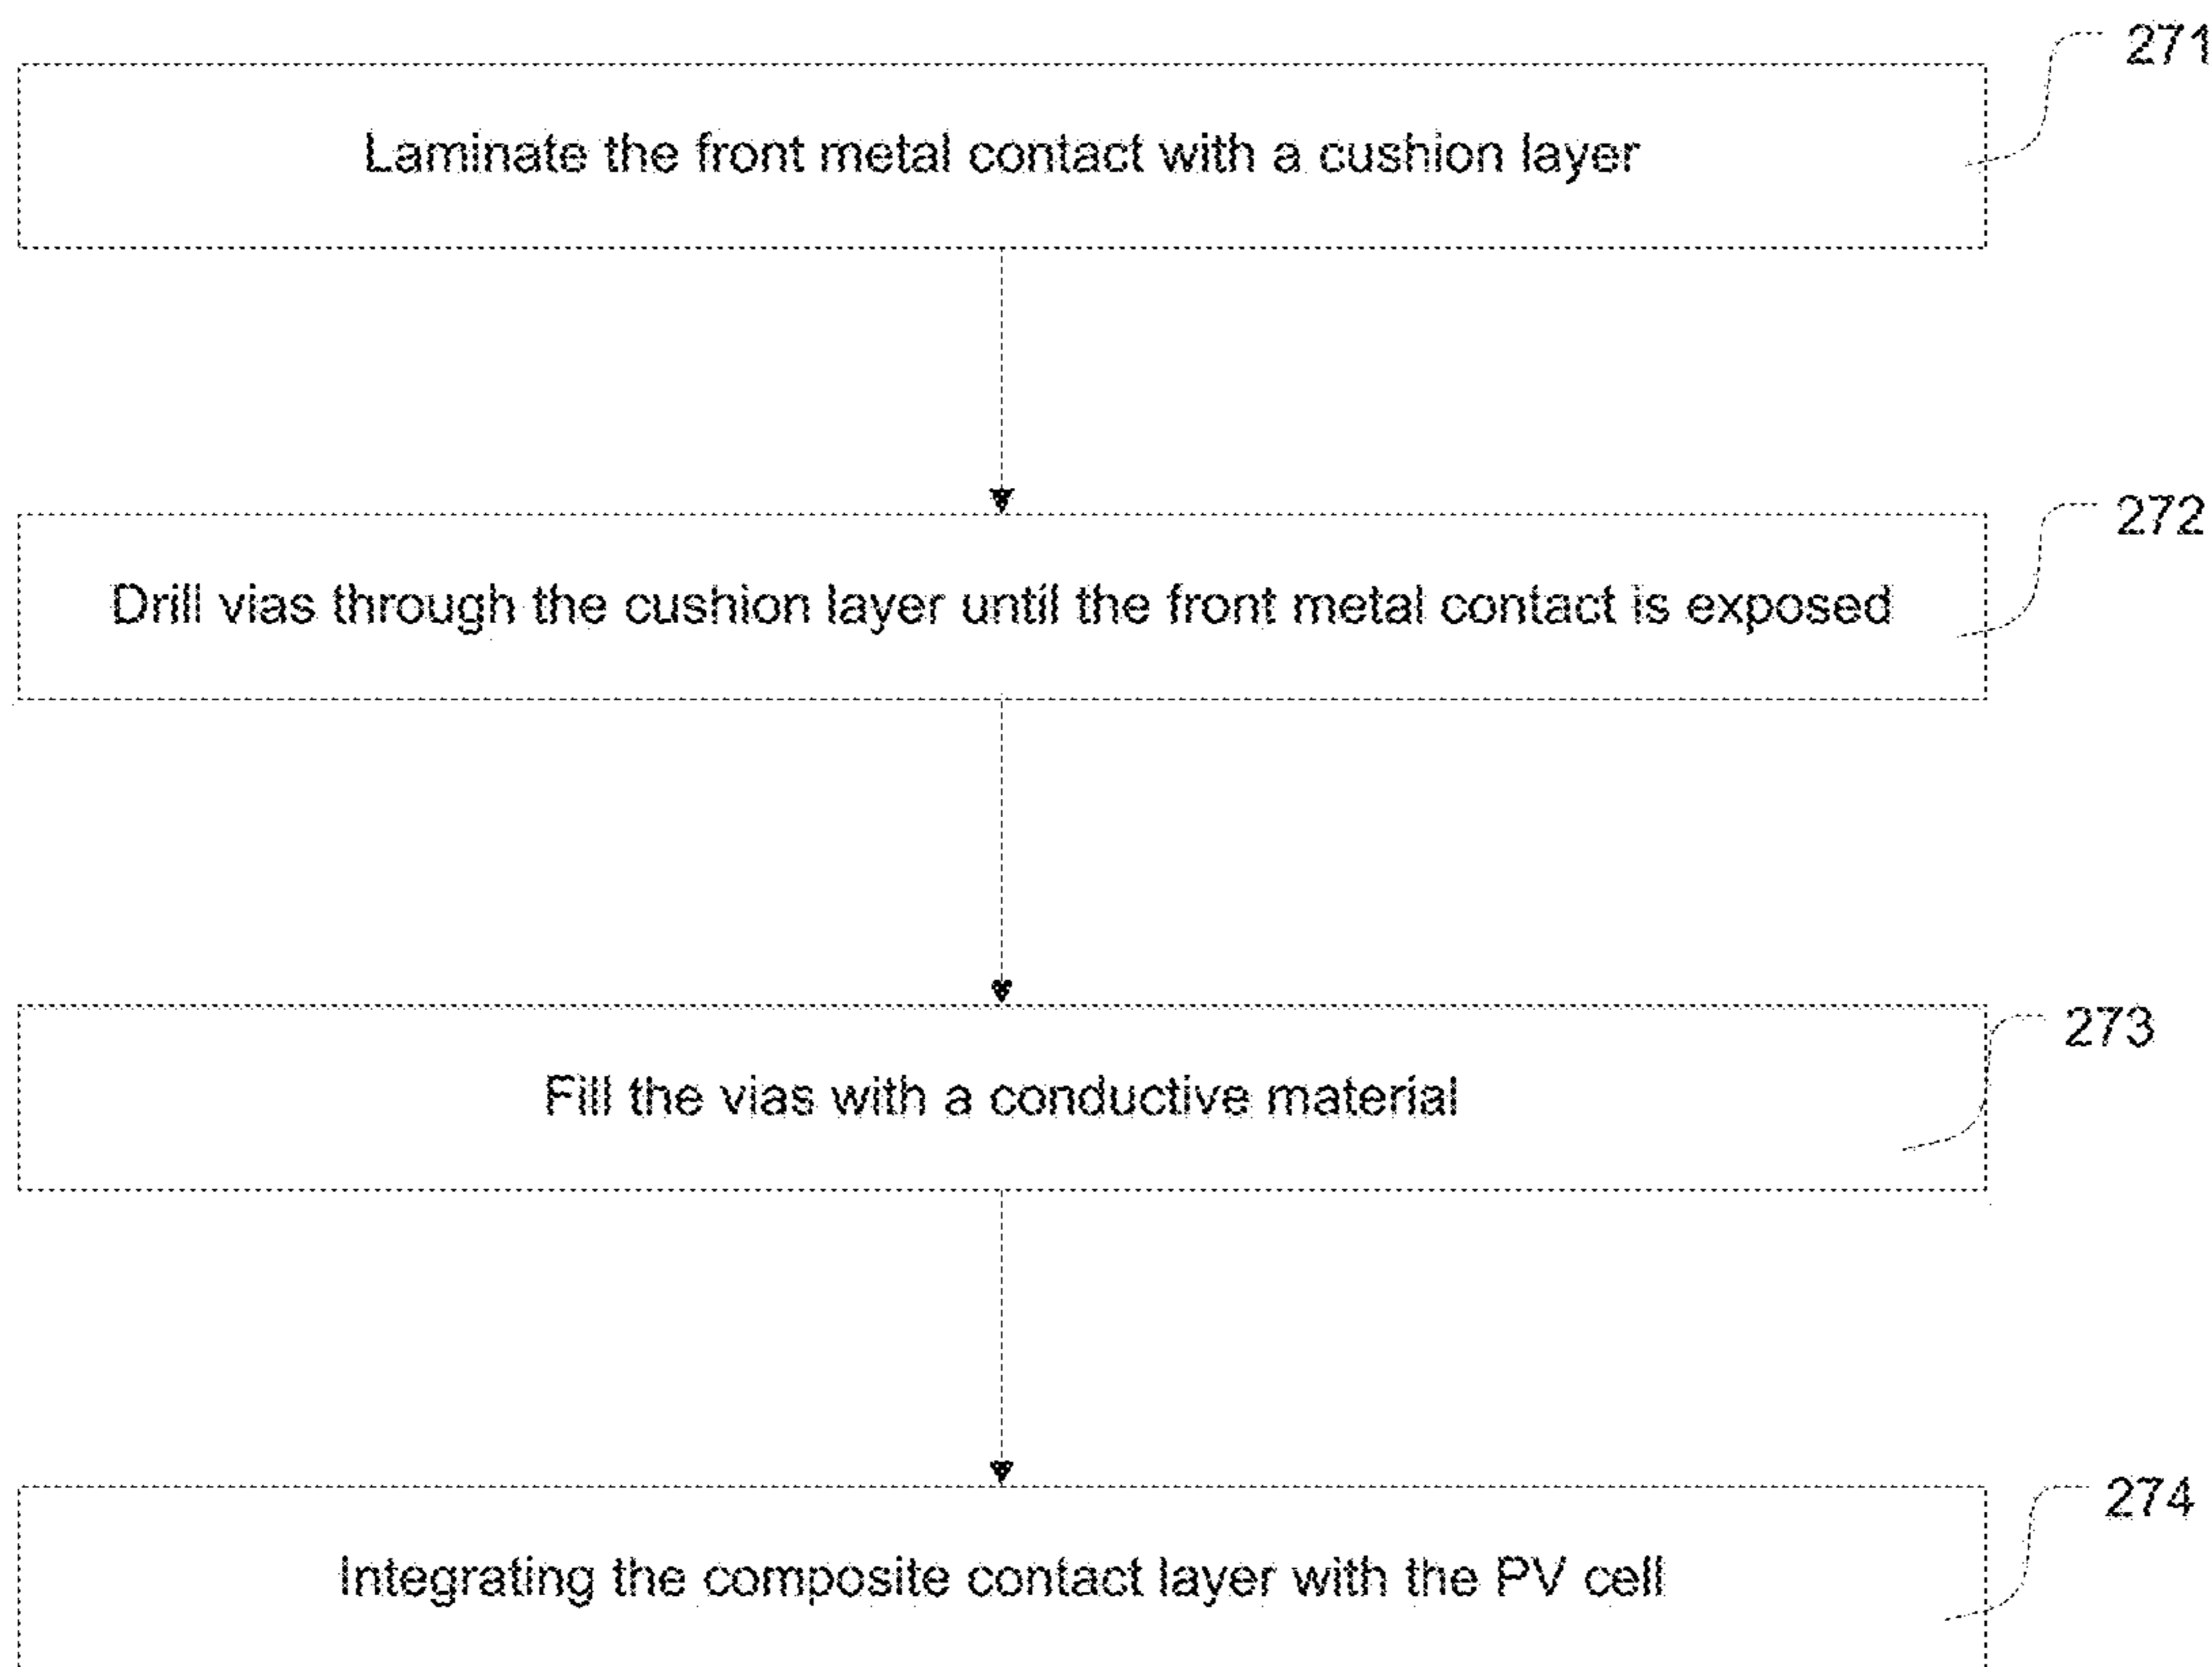 271
Laminate the front metal contact with a cushion layer
272
Drill vias through the cushion layer until the front metal contact is exposed
273
Fill the vias with a conductive material
274
Integrating the composite contact layer with the PV cell